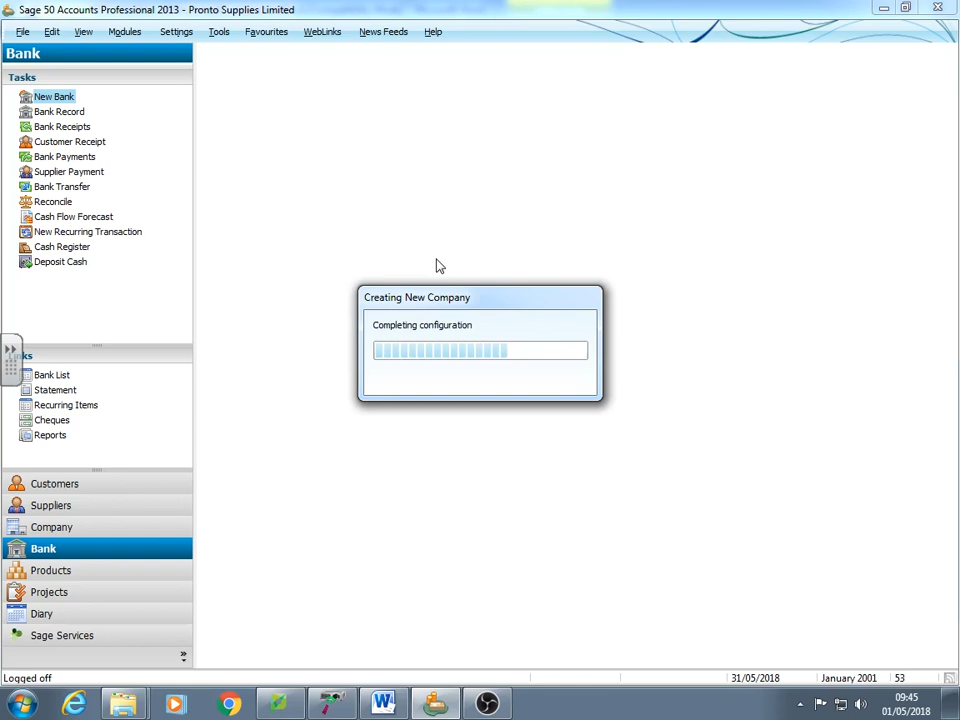 Sage 50 Accounts Professional 2013 - Pronto Supplies Limited
File Edit View Modules Settings Tools Favourites WebLinks News Feeds Help
Bank
Tasks
New Bank
Bank Record
Bank Receipts
Customer Receipt
Bank Payments
Supplier Payment
Bank Transfer
Reconcile
Cash Flow Forecast
New Recurring Transaction
Cash Register
Deposit Cash
Creating New Company
Completing configuration
Bank List
Statement
Recurring Items
Cheques
Reports
Customers
Suppliers
Company
Bank
Products
Projects
Diary
Sage Services
Logged off 31/05/2018 January 2001 53
09:45
01/05/2018